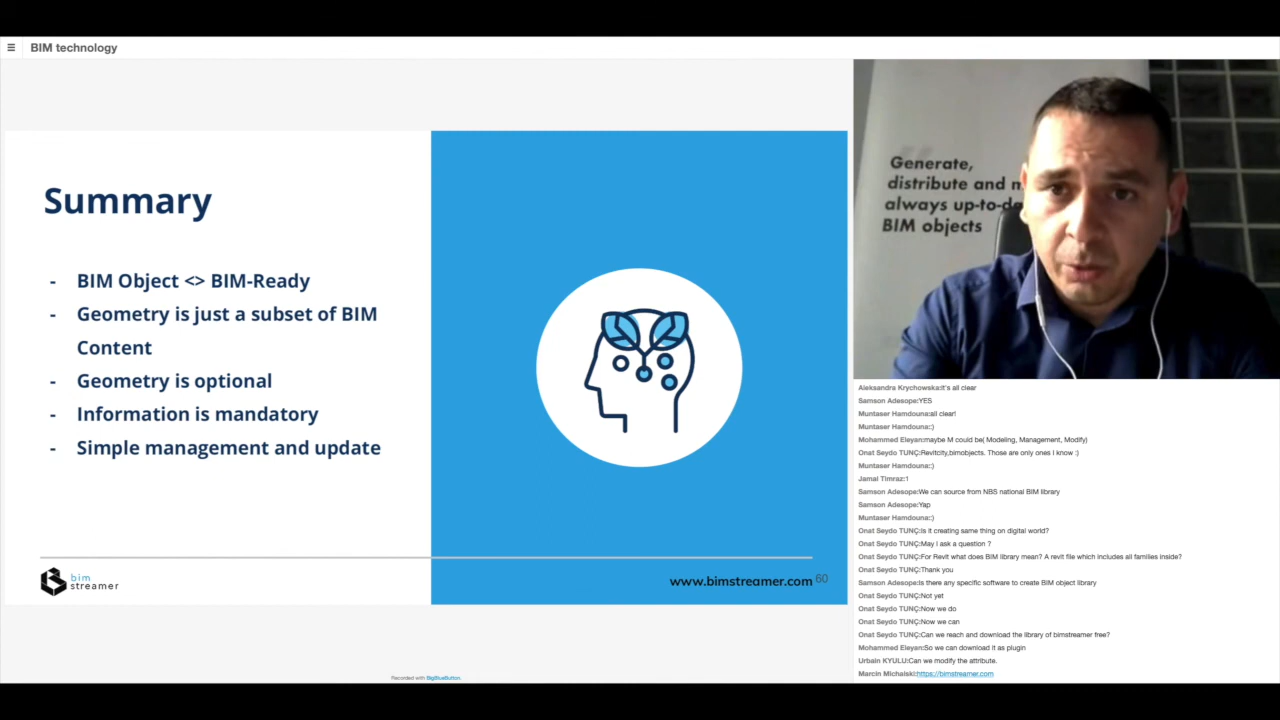 ☰ BIM technology
Summary
- BIM Object <> BIM-Ready
- Geometry is just a subset of BIM
Content
- Geometry is optional
- Information is mandatory
- Simple management and update
bim
streamer
www.bimstreamer.com 60
Recorded with BigBlueButton.
Generate,
distribute and m
always up-to-da
BIM objects
Aleksandra Krychowska:It's all clear
Samson Adesope:YES
Muntaser Hamdouna:all clear!
Muntaser Hamdouna::)
Mohammed Eleyan:maybe M could be( Modeling, Management, Modify)
Onat Seydo TUNÇ:Revitcity,bimobjects. Those are only ones I know :)
Muntaser Hamdouna::)
Jamal Timraz:1
Samson Adesope:We can source from NBS national BIM library
Samson Adesope:Yap
Muntaser Hamdouna::)
Onat Seydo TUNÇ:Is it creating same thing on digital world?
Onat Seydo TUNÇ:May I ask a question ?
Onat Seydo TUNÇ:For Revit what does BIM library mean? A revit file which includes all families inside?
Onat Seydo TUNÇ:Thank you
Samson Adesope:Is there any specific software to create BIM object library
Onat Seydo TUNÇ:Not yet
Onat Seydo TUNÇ:Now we do
Onat Seydo TUNÇ:Now we can
Onat Seydo TUNÇ:Can we reach and download the library of bimstreamer free?
Mohammed Eleyan:So we can download it as plugin
Urbain KYULU:Can we modify the attribute.
Marcin Michalski:https://bimstreamer.com